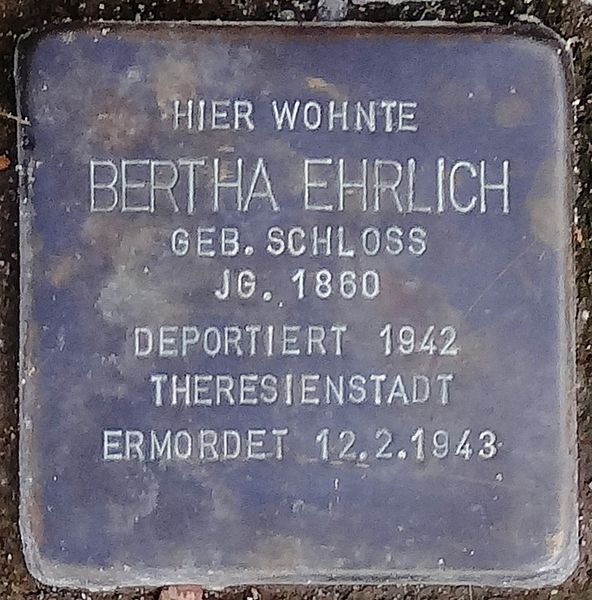 HIER WOHNTE
BERTHA EHRLICH
GEB. SCHLOSS
JG. 1860
DEPORTIERT 1942
THERESIENSTADT
ERMORDET 12.2.1943